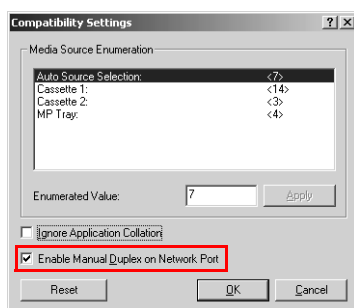 Compatibility Settings
Media Source Enumeration
Auto Source Selection: <7>
Cassette 1: <14>
Cassette 2: <3>
MP Tray: <4>
Enumerated Value: 7 Apply
Ignore Application Collation
Enable Manual Duplex on Network Port
Reset OK Cancel